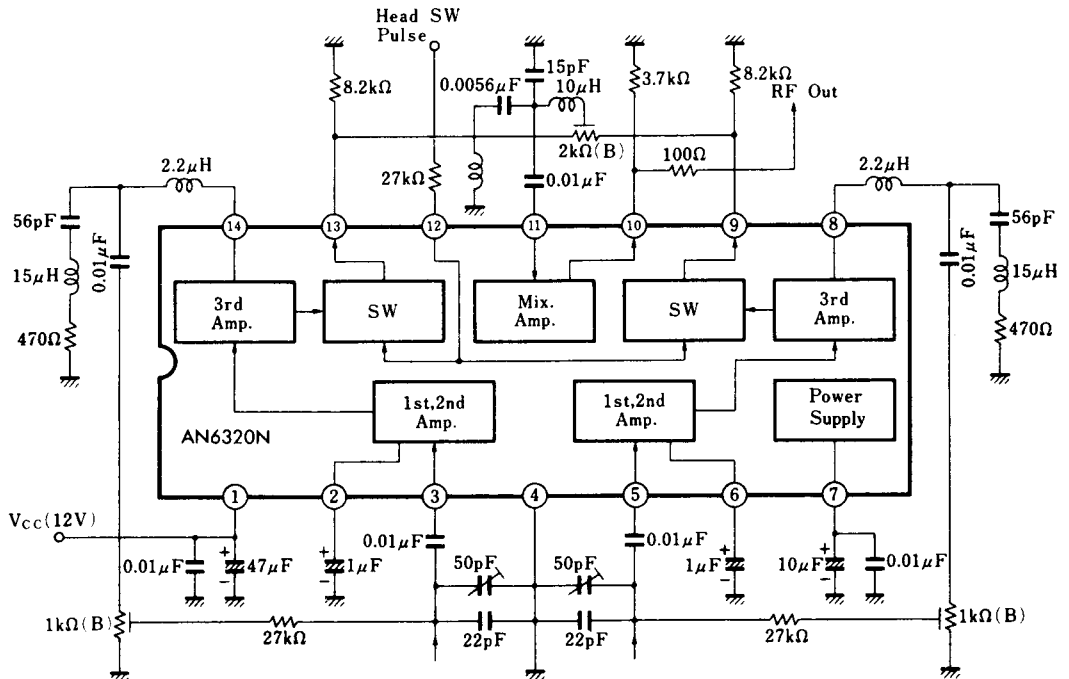 Head SW
Pulse
8.2kΩ
0.0056μF
15pF
10μH
3.7kΩ
8.2kΩ
RF Out
2kΩ(B)
100Ω
2.2μH
27kΩ
0.01μF
2.2μH
56pF
0.01μF
15μH
470Ω
14
13
12
11
10
9
8
56pF
0.01μF
15μH
470Ω
3rd
Amp.
SW
Mix.
Amp.
SW
3rd
Amp.
1st,2nd
Amp.
1st,2nd
Amp.
Power
Supply
AN6320N
1
2
3
4
5
6
7
VCC(12V)
0.01μF
47μF
+
-
1μF
+
-
0.01μF
50pF
50pF
0.01μF
1μF
+
-
10μF
+
-
0.01μF
1kΩ(B)
27kΩ
22pF
22pF
27kΩ
1kΩ(B)